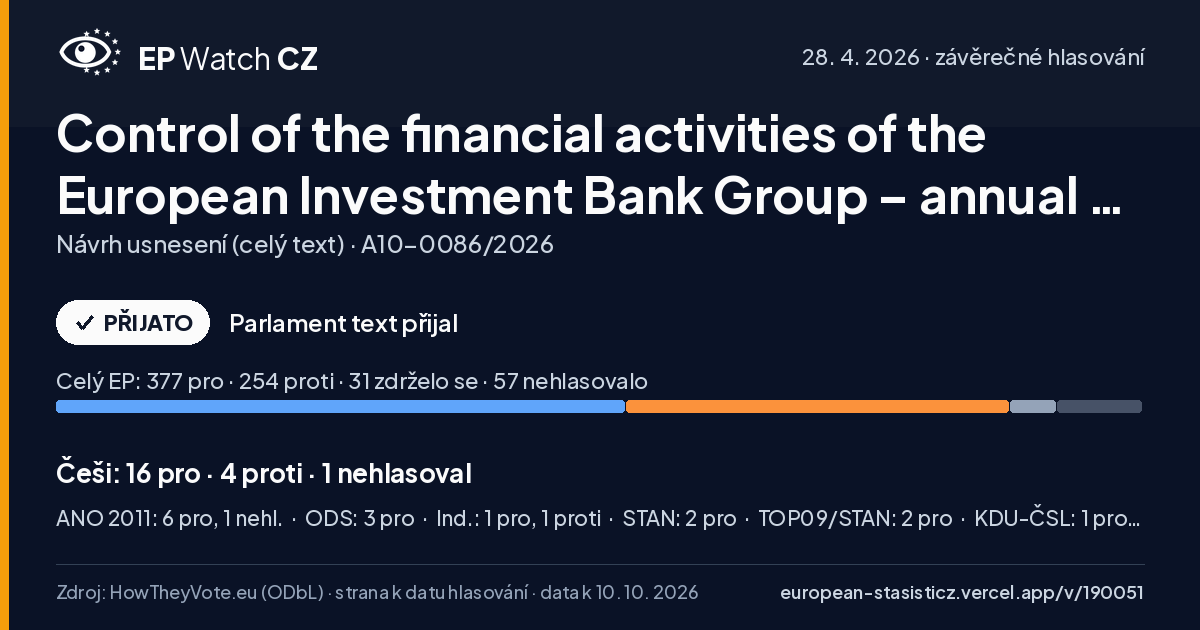 EP Watch CZ
28. 4. 2026 · závěrečné hlasování
Control of the financial activities of the
European Investment Bank Group – annual ...
Návrh usnesení (celý text) · A10-0086/2026
✓ PŘIJATO
Parlament text přijal
Celý EP: 377 pro · 254 proti · 31 zdrželo se · 57 nehlasovalo
Češi: 16 pro · 4 proti · 1 nehlasoval
ANO 2011: 6 pro, 1 nehl. · ODS: 3 pro · Ind.: 1 pro, 1 proti · STAN: 2 pro · TOP09/STAN: 2 pro · KDU-ČSL: 1 pro...
Zdroj: HowTheyVote.eu (ODbL) · strana k datu hlasování · data k 10. 10. 2026
european-stasisticz.vercel.app/v/190051